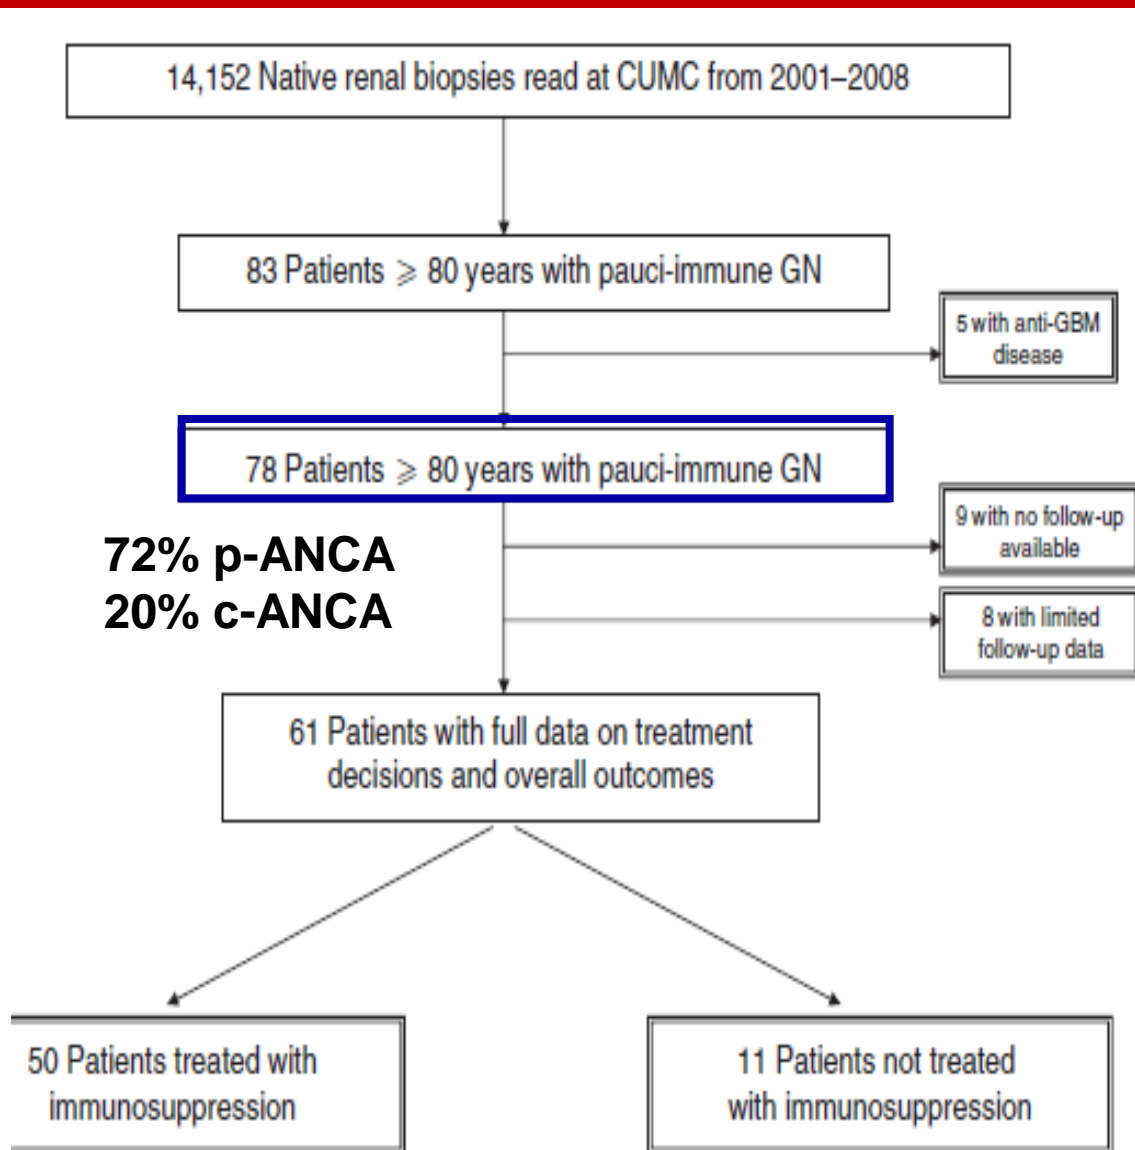 14,152 Native renal biopsies read at CUMC from 2001–2008
83 Patients ⩾ 80 years with pauci-immune GN
5 with anti-GBM
disease
78 Patients ⩾ 80 years with pauci-immune GN
9 with no follow-up
available
72% p-ANCA
20% c-ANCA
8 with limited
follow-up data
61 Patients with full data on treatment
decisions and overall outcomes
50 Patients treated with
immunosuppression
11 Patients not treated
with immunosuppression